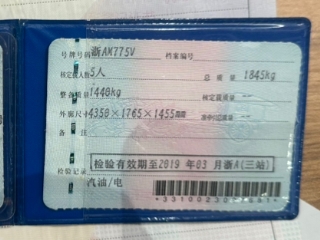 号牌号码 浙AM775V 档案编号
核定载人数 5人 总质量 1845kg
整备质量 1440kg 核定载质量 --
外廓尺寸 4350×1765×1455mm 准牵引总质量 --
备注
检验有效期至2019年03月浙A(三站)
检验记录
汽油/电